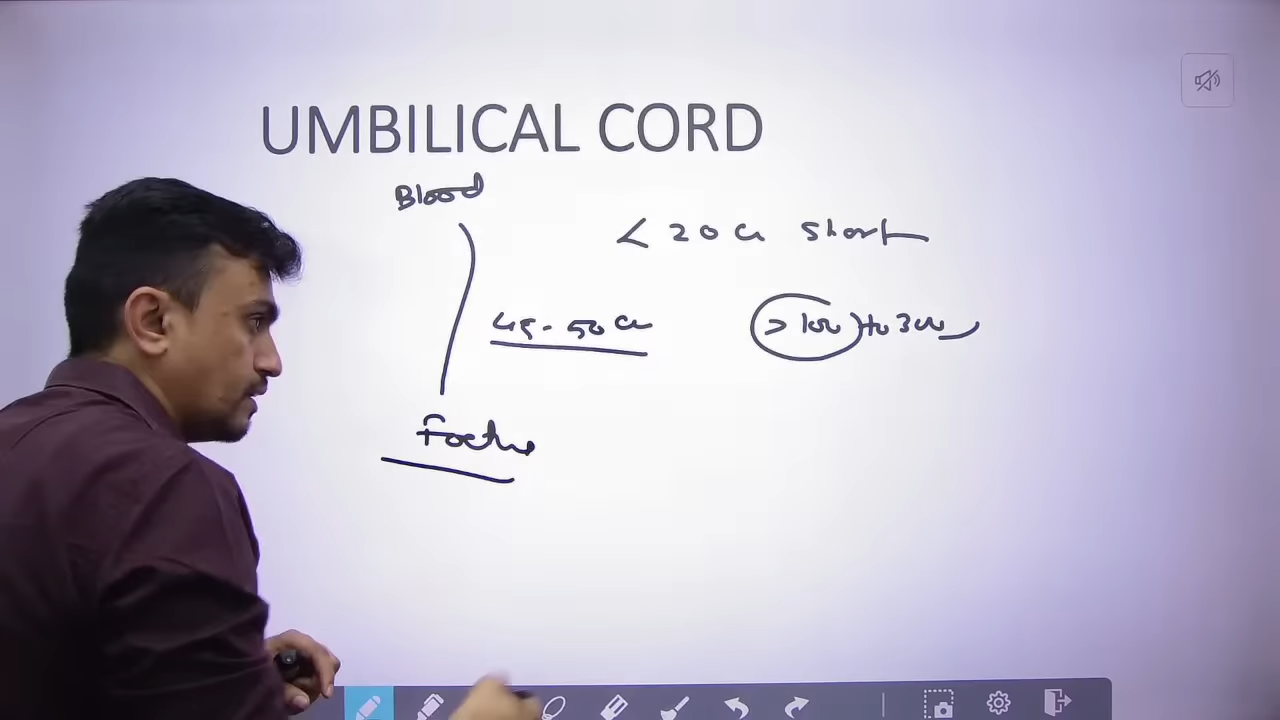 UMBILICAL CORD
Blood
< 20 cm short
45-50 cm
> 100 to 300
Foetus